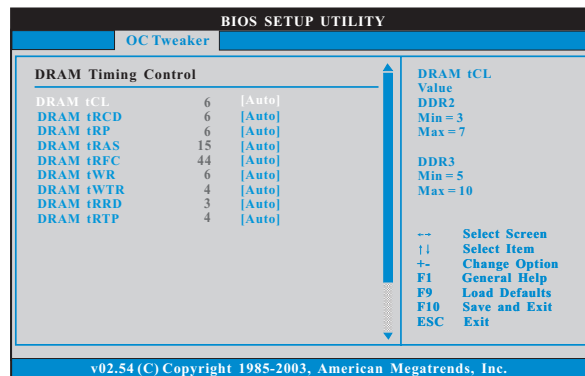 BIOS SETUP UTILITY
OC Tweaker
DRAM Timing Control
DRAM tCL 6 [Auto]
DRAM tRCD 6 [Auto]
DRAM tRP 6 [Auto]
DRAM tRAS 15 [Auto]
DRAM tRFC 44 [Auto]
DRAM tWR 6 [Auto]
DRAM tWTR 4 [Auto]
DRAM tRRD 3 [Auto]
DRAM tRTP 4 [Auto]
DRAM tCL
Value
DDR2
Min = 3
Max = 7
DDR3
Min = 5
Max = 10
←→ Select Screen
↑↓ Select Item
+- Change Option
F1 General Help
F9 Load Defaults
F10 Save and Exit
ESC Exit
v02.54 (C) Copyright 1985-2003, American Megatrends, Inc.